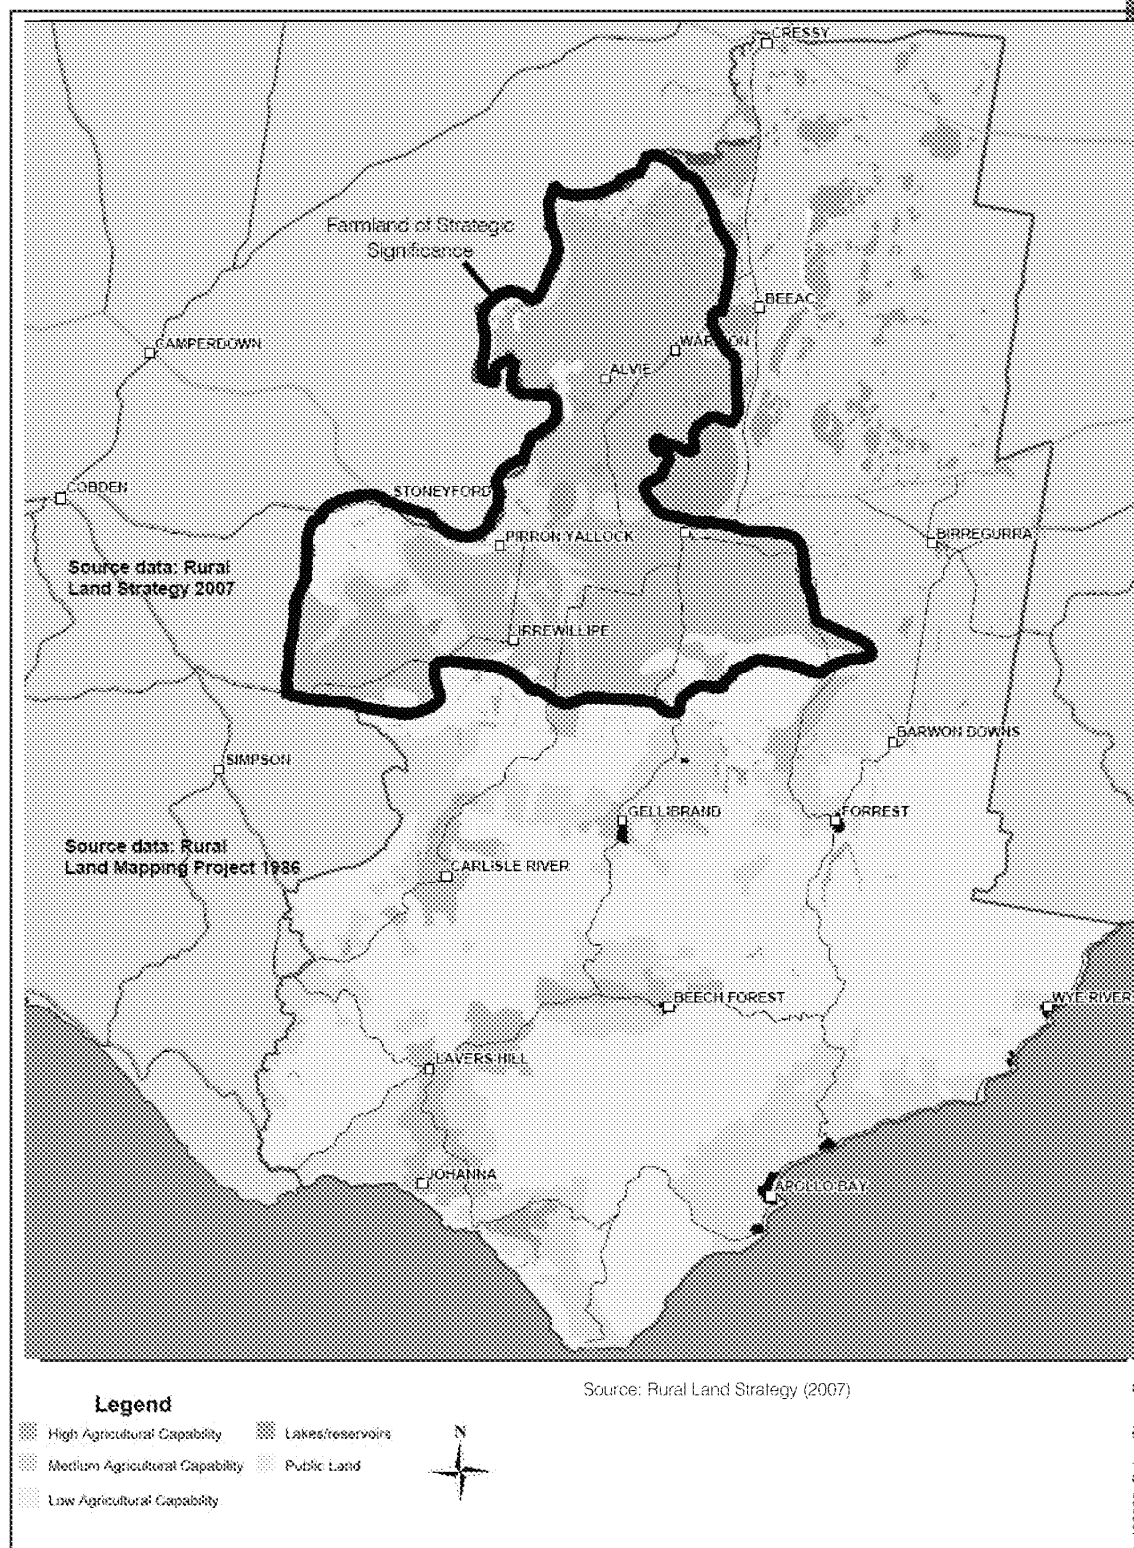 CRESSY
Farmland of Strategic
Significance
BEEAC
CAMPERDOWN
ALVIE
COBDEN
STONEYFORD
PIRRON YALLOCK
BIRREGURRA
Source data: Rural
Land Strategy 2007
IRREWILLIPE
BARWON DOWNS
SIMPSON
GELLIBRAND
FORREST
Source data: Rural
Land Mapping Project 1986
CARLISLE RIVER
BEECH FOREST
WYE RIVER
LAVERS HILL
JOHANNA
APOLLO BAY
Source: Rural Land Strategy (2007)
Legend
High Agricultural Capability
Lakes/reservoirs
N
Medium Agricultural Capability
Public Land
Low Agricultural Capability